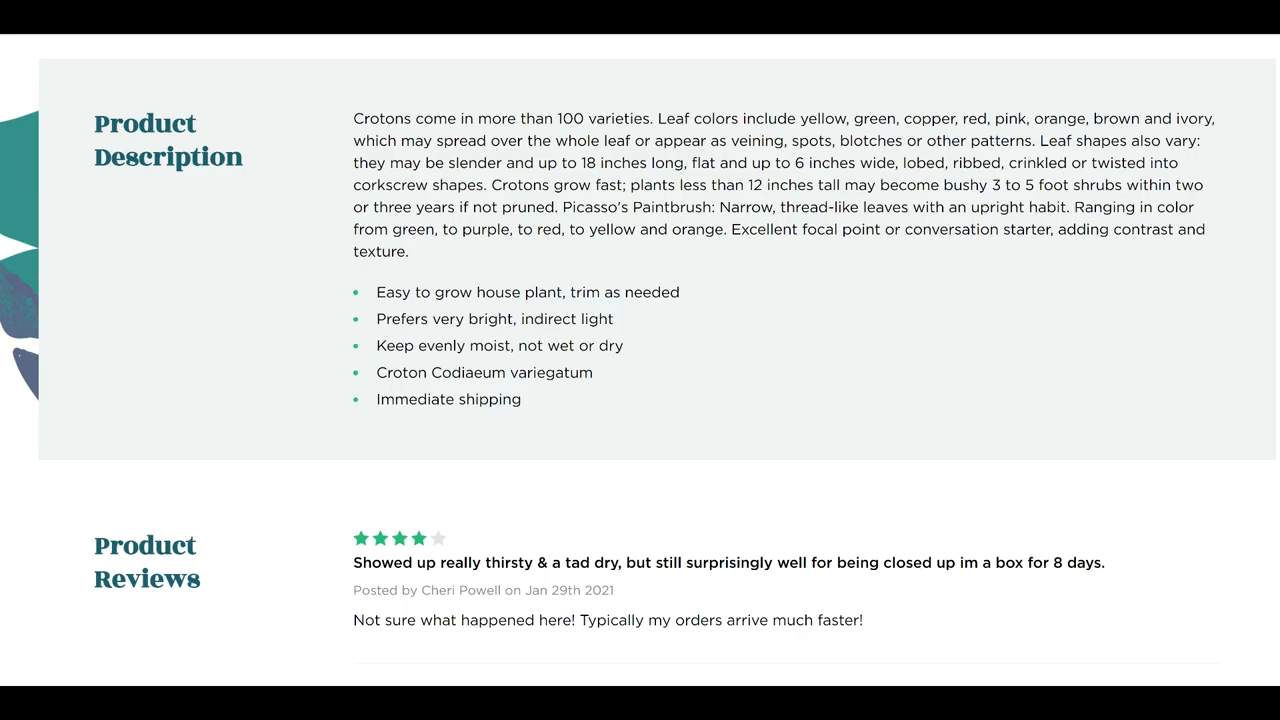 Product
Description
Crotons come in more than 100 varieties. Leaf colors include yellow, green, copper, red, pink, orange, brown and ivory,
which may spread over the whole leaf or appear as veining, spots, blotches or other patterns. Leaf shapes also vary:
they may be slender and up to 18 inches long, flat and up to 6 inches wide, lobed, ribbed, crinkled or twisted into
corkscrew shapes. Crotons grow fast; plants less than 12 inches tall may become bushy 3 to 5 foot shrubs within two
or three years if not pruned. Picasso's Paintbrush: Narrow, thread-like leaves with an upright habit. Ranging in color
from green, to purple, to red, to yellow and orange. Excellent focal point or conversation starter, adding contrast and
texture.
• Easy to grow house plant, trim as needed
• Prefers very bright, indirect light
• Keep evenly moist, not wet or dry
• Croton Codiaeum variegatum
• Immediate shipping
Product
Reviews
Showed up really thirsty & a tad dry, but still surprisingly well for being closed up im a box for 8 days.
Posted by Cheri Powell on Jan 29th 2021
Not sure what happened here! Typically my orders arrive much faster!